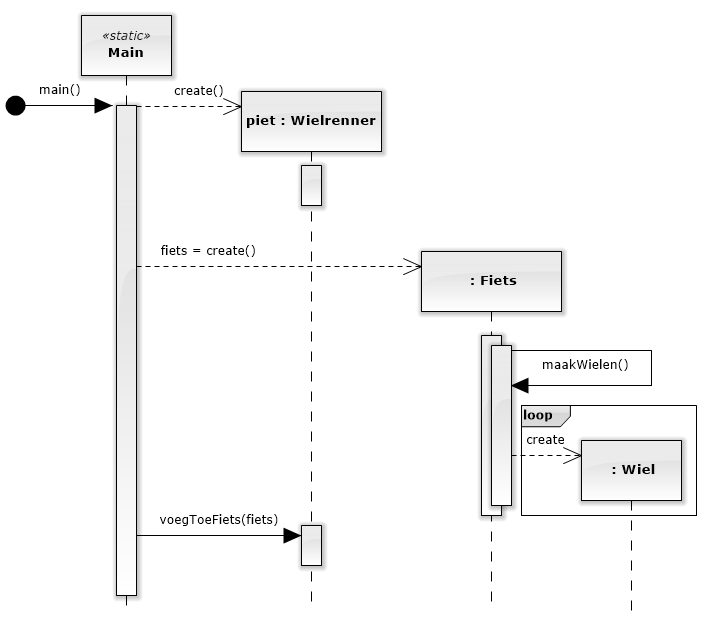 «static»
Main
main()
create()
piet : Wielrenner
fiets = create()
: Fiets
maakWielen()
loop
create
: Wiel
voegToeFiets(fiets)